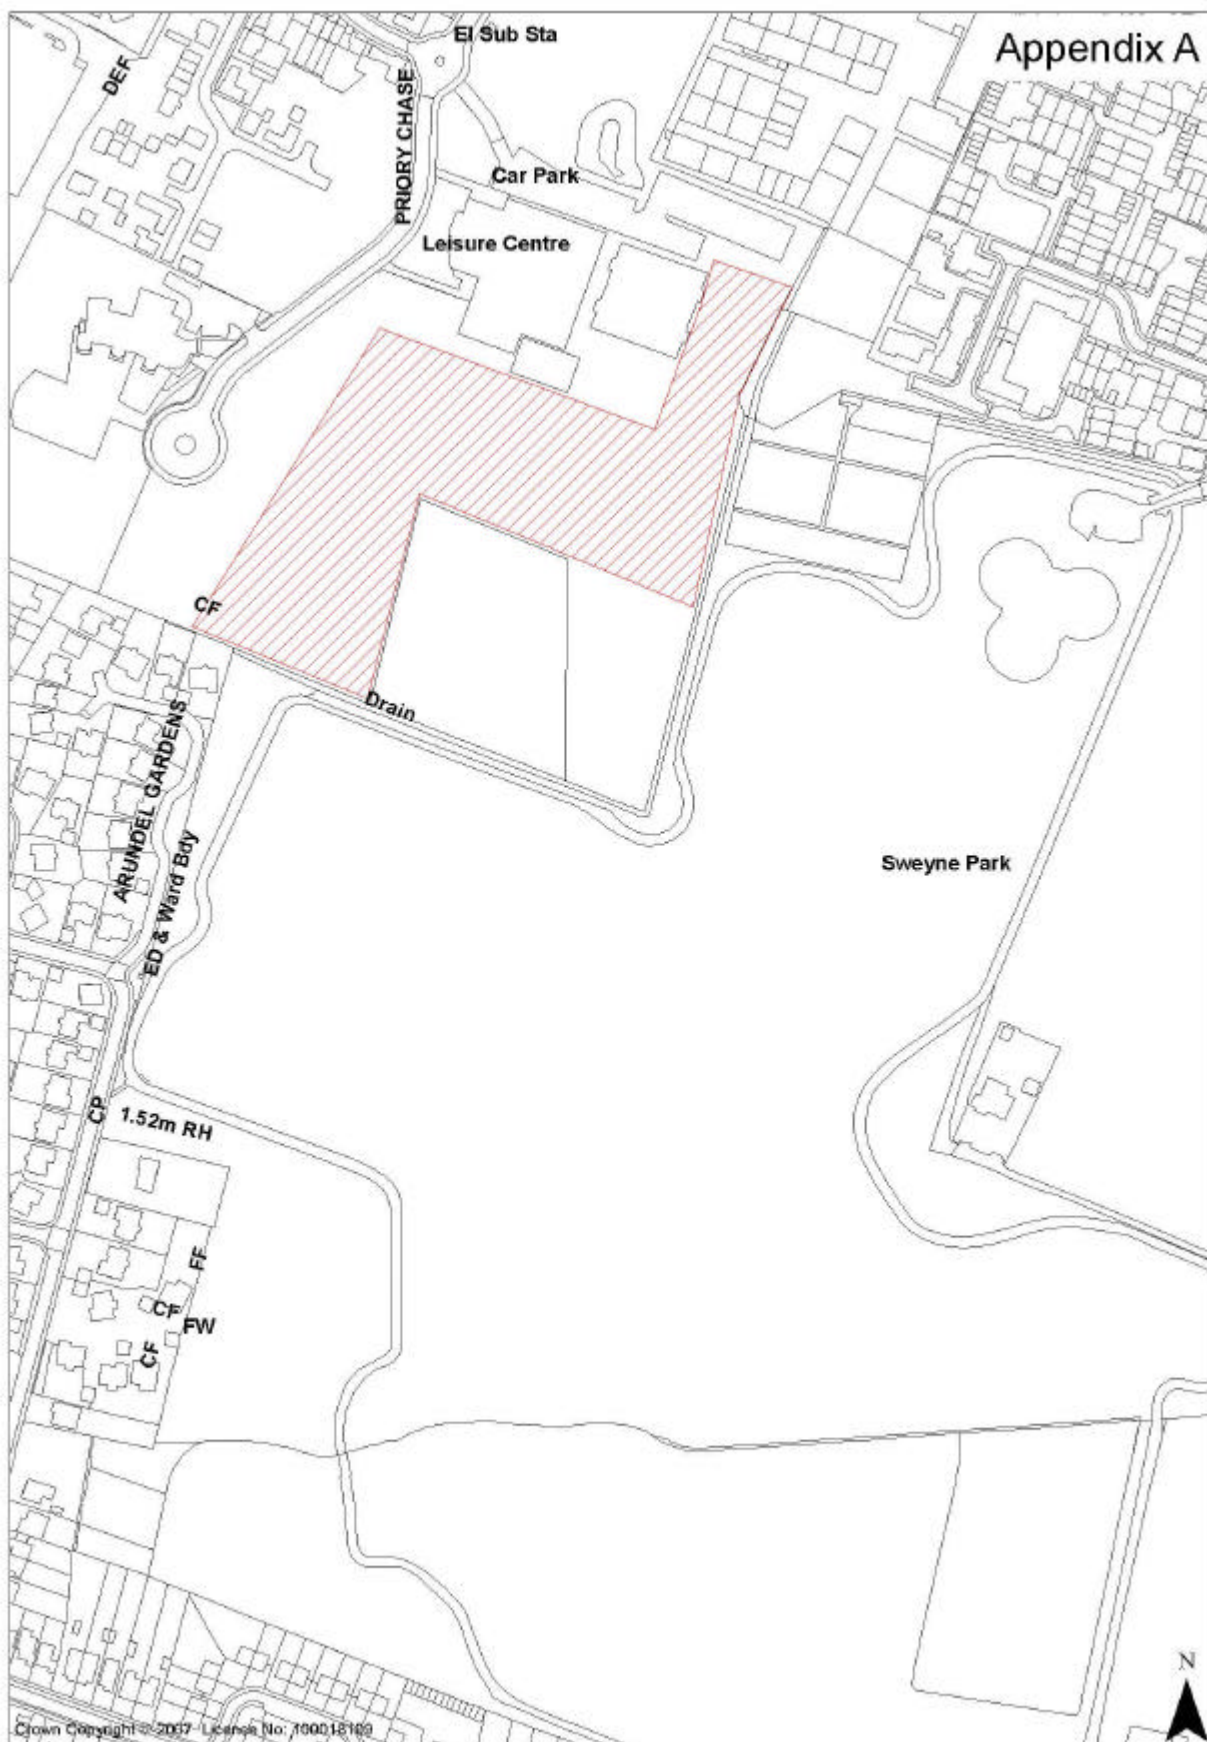 El Sub Sta
Appendix A
DEF
PRIORY CHASE
Car Park
Leisure Centre
CF
Drain
ARUNDEL GARDENS
ED & Ward Bdy
Sweyne Park
CP
1.52m RH
FF
CF
FW
CF
N
Crown Copyright © 2007 License No: 100018109